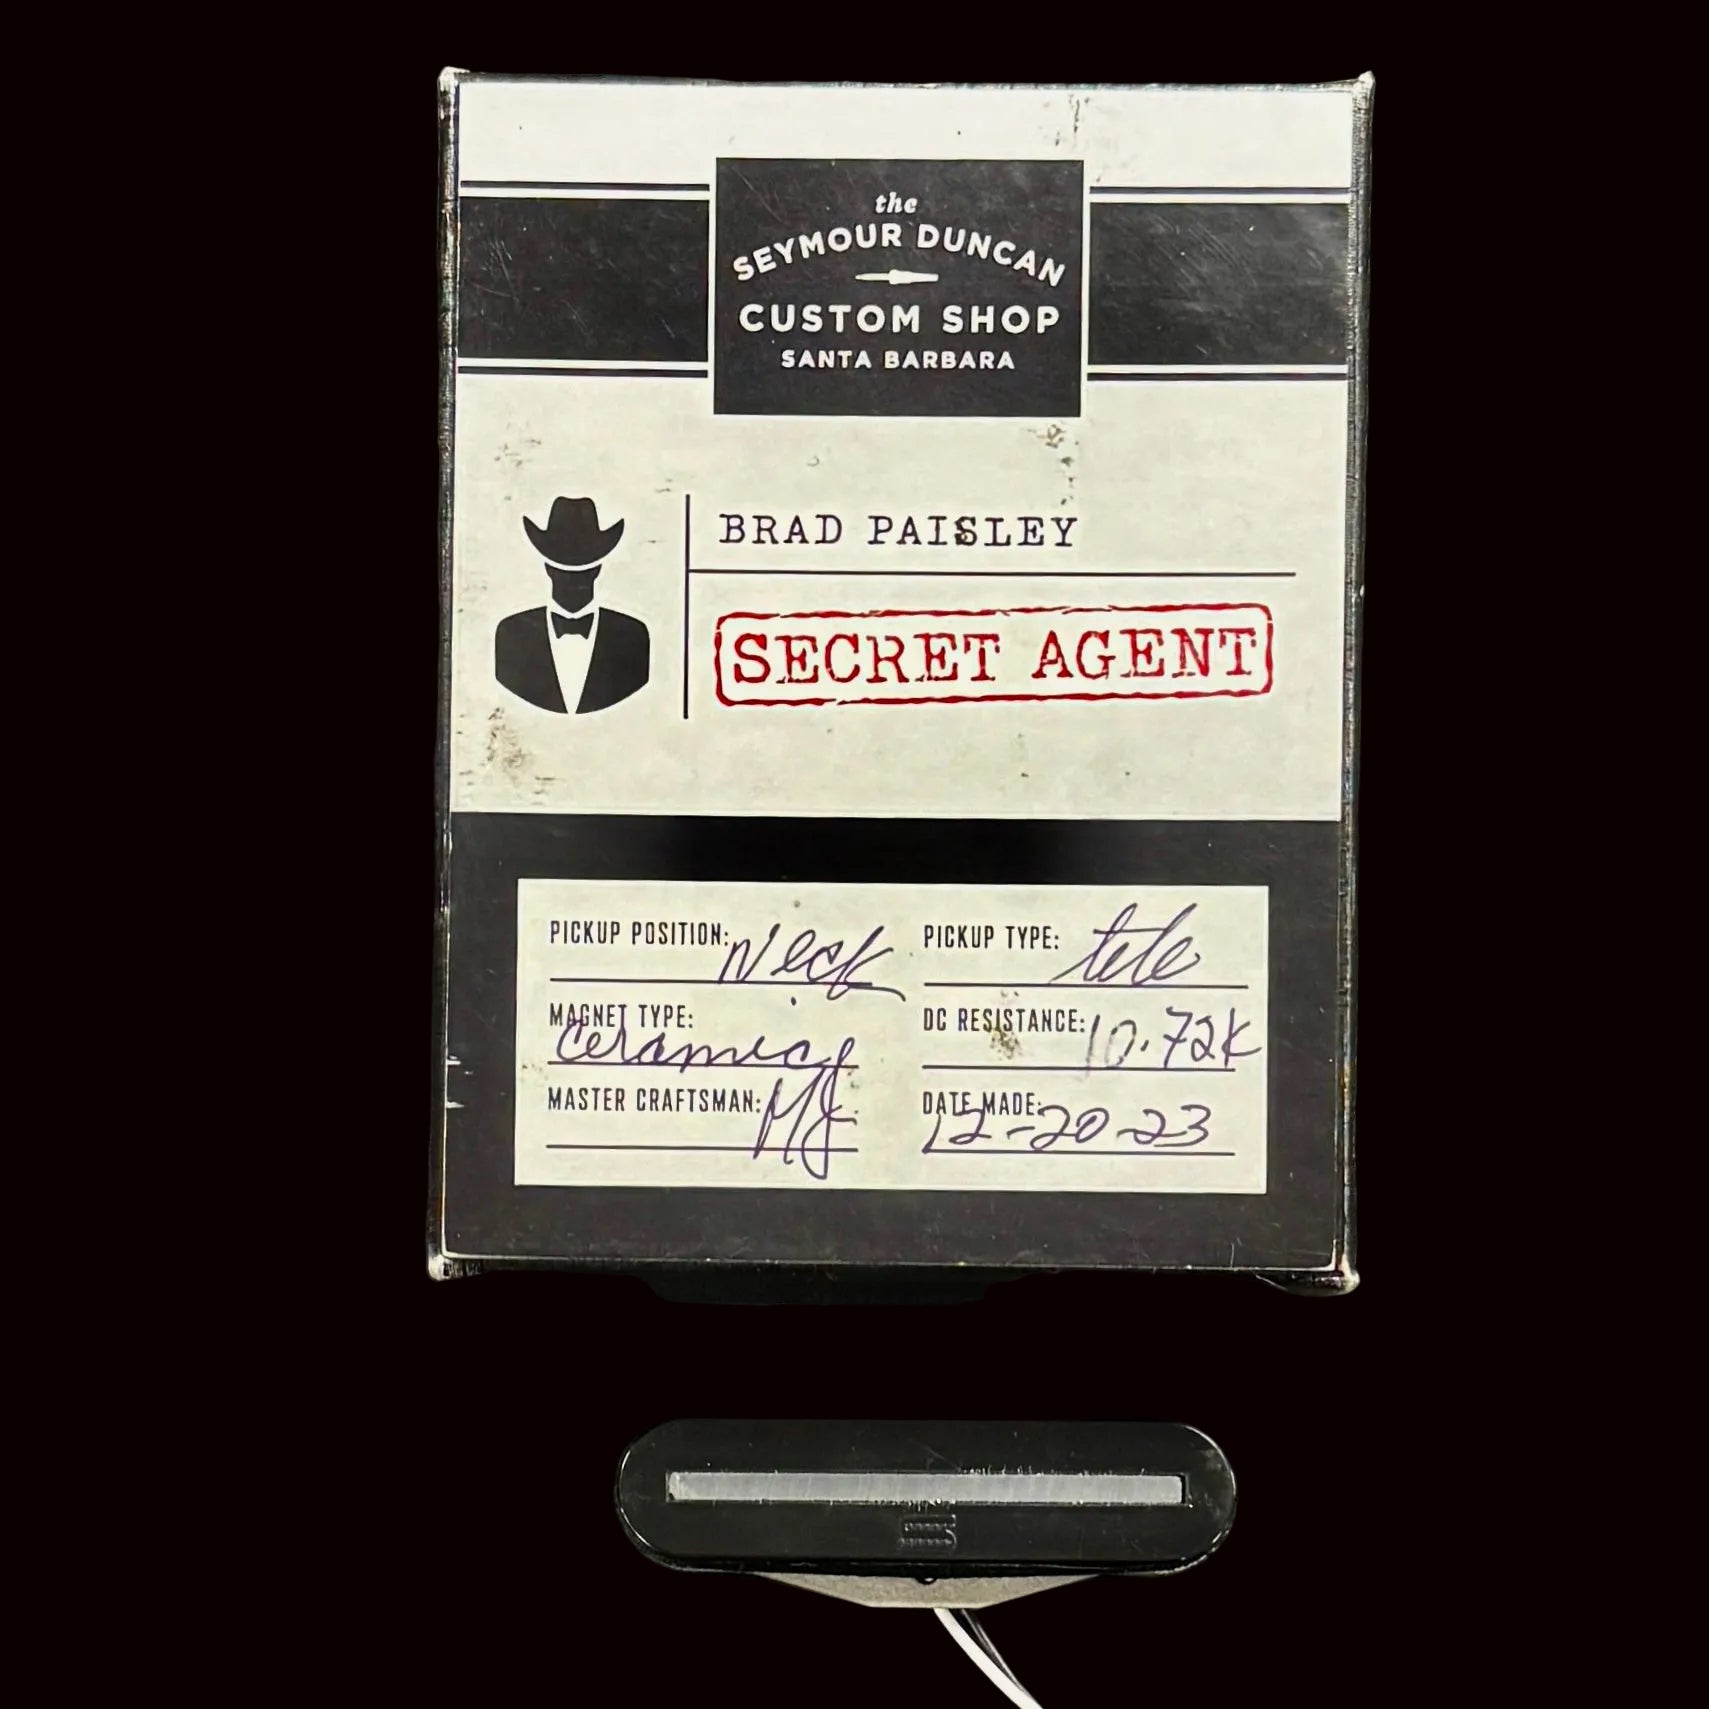 the
SEYMOUR DUNCAN
CUSTOM SHOP
SANTA BARBARA
BRAD PAISLEY
SECRET AGENT
PICKUP POSITION: Neck
PICKUP TYPE: tele
MAGNET TYPE: Ceramic
DC RESISTANCE: 10.72K
MASTER CRAFTSMAN: MJ
DATE MADE: 12-20-23